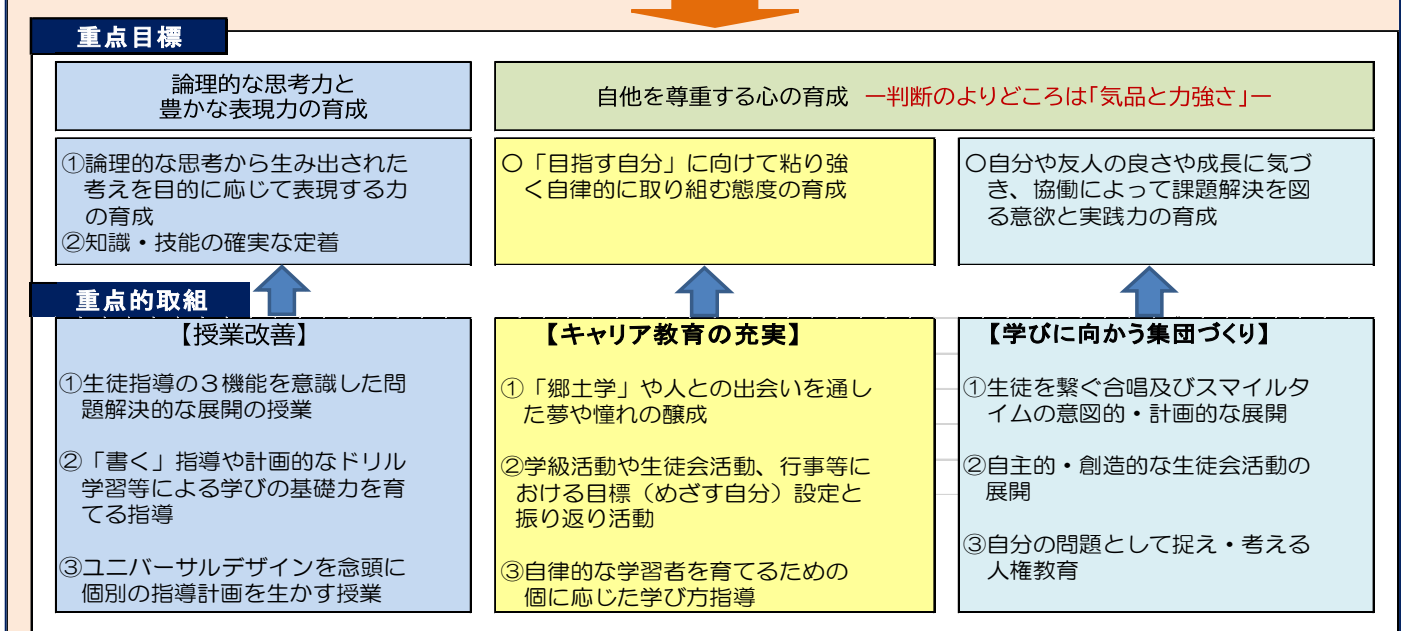 重点目標
論理的な思考力と
豊かな表現力の育成
自他を尊重する心の育成 ー判断のよりどころは「気品と力強さ」ー
①論理的な思考から生み出された
考えを目的に応じて表現する力
の育成
②知識・技能の確実な定着
〇「目指す自分」に向けて粘り強
く自律的に取り組む態度の育成
〇自分や友人の良さや成長に気づ
き、協働によって課題解決を図
る意欲と実践力の育成
重点的取組
【授業改善】
①生徒指導の３機能を意識した問
題解決的な展開の授業
②「書く」指導や計画的なドリル
学習等による学びの基礎力を育
てる指導
③ユニバーサルデザインを念頭に
個別の指導計画を生かす授業
【キャリア教育の充実】
①「郷土学」や人との出会いを通し
た夢や憧れの醸成
②学級活動や生徒会活動、行事等に
おける目標（めざす自分）設定と
振り返り活動
③自律的な学習者を育てるための
個に応じた学び方指導
【学びに向かう集団づくり】
①生徒を繋ぐ合唱及びスマイルタ
イムの意図的・計画的な展開
②自主的・創造的な生徒会活動の
展開
③自分の問題として捉え・考える
人権教育